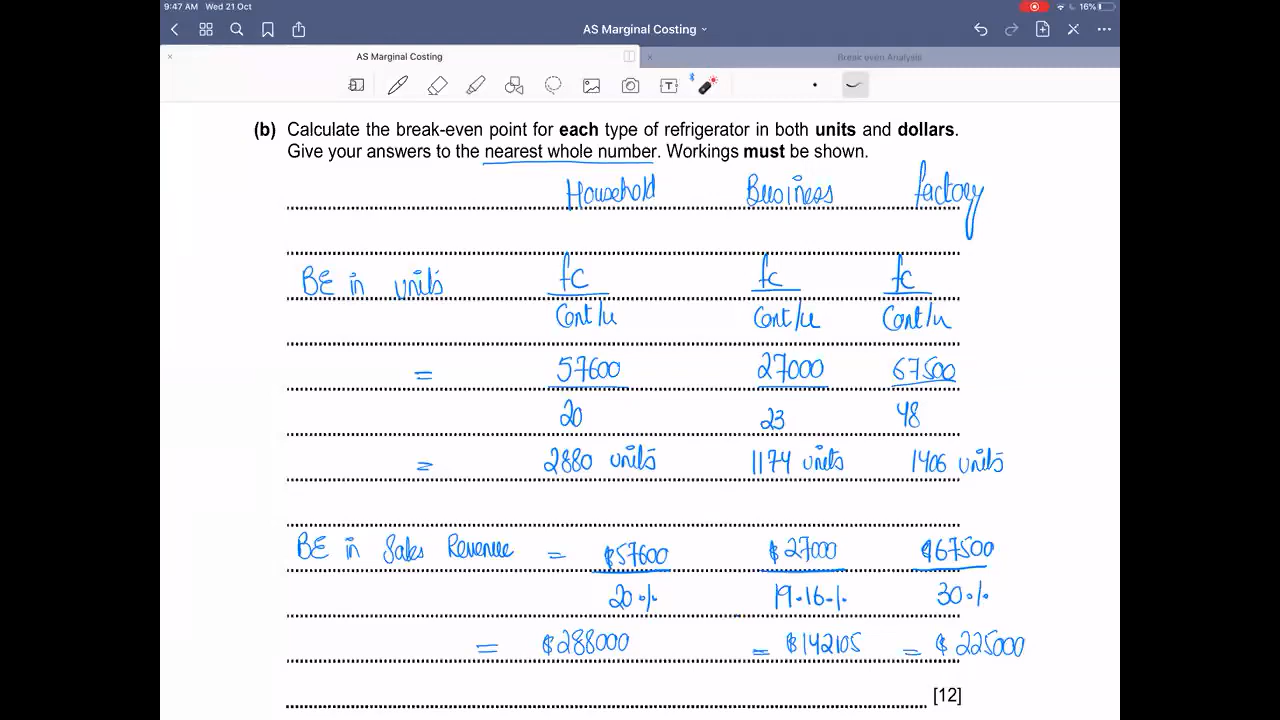 9:47 AM Wed 21 Oct
16%
AS Marginal Costing
AS Marginal Costing
Break even Analysis
(b) Calculate the break-even point for each type of refrigerator in both units and dollars.
Give your answers to the nearest whole number. Workings must be shown.
Household Business factory
BE in units fc fc fc
Cont/u Cont/u Cont/u
= 57600 27000 67500
20 23 48
= 2880 units 1174 units 1406 units
BE in Sales Revenue = $57600 $27000 $67500
20% 19.16% 30%
= $288000 = $142105 = $225000
[12]